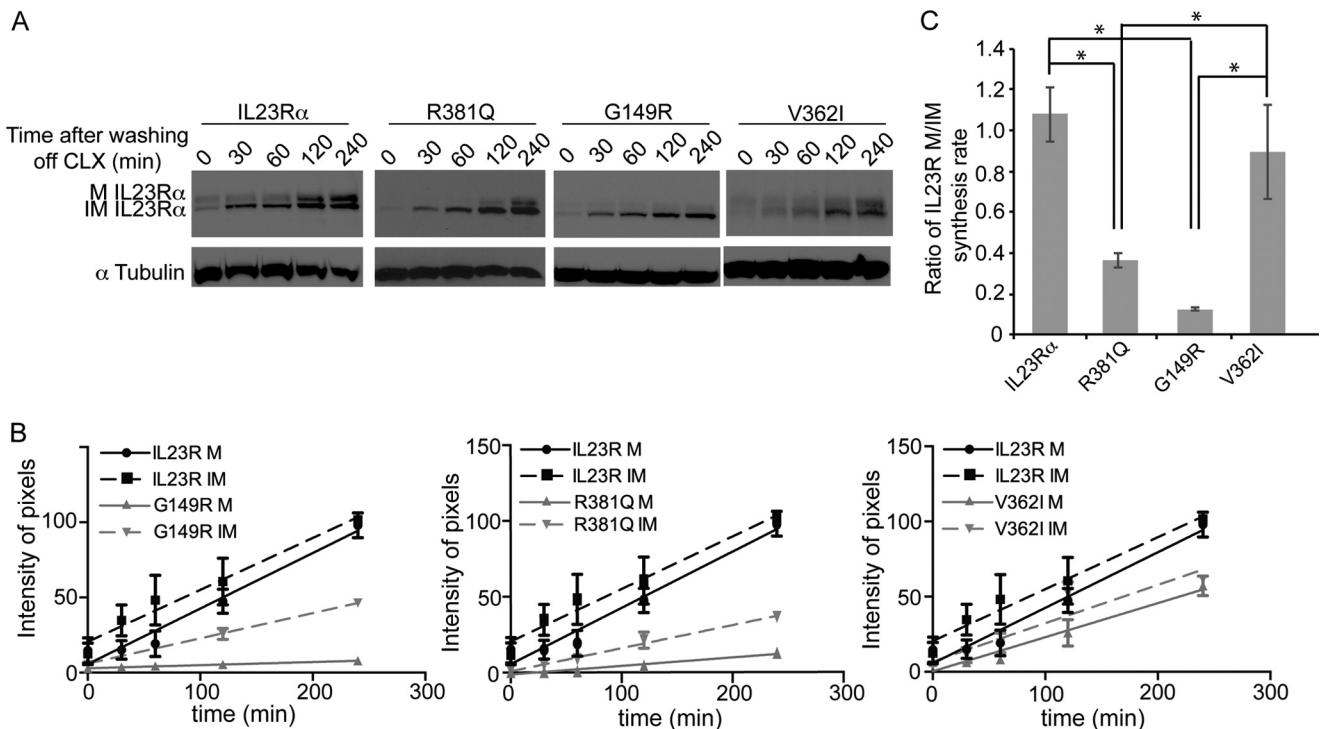 A
IL23Rα R381Q G149R V362I
Time after washing off CLX (min)
0 30 60 120 240 0 30 60 120 240 0 30 60 120 240 0 30 60 120 240
M IL23Rα
IM IL23Rα
α Tubulin
C
Ratio of IL23R M/IM synthesis rate
1.4
1.2
1.0
0.8
0.6
0.4
0.2
0
* * * *
IL23Rα R381Q G149R V362I
B
Intensity of pixels
100
50
0
IL23R M
IL23R IM
G149R M
G149R IM
0 100 200 300
time (min)
Intensity of pixels
150
100
50
0
IL23R M
IL23R IM
R381Q M
R381Q IM
0 100 200 300
time (min)
Intensity of pixels
150
100
50
0
IL23R M
IL23R IM
V362I M
V362I IM
0 100 200 300
time (min)